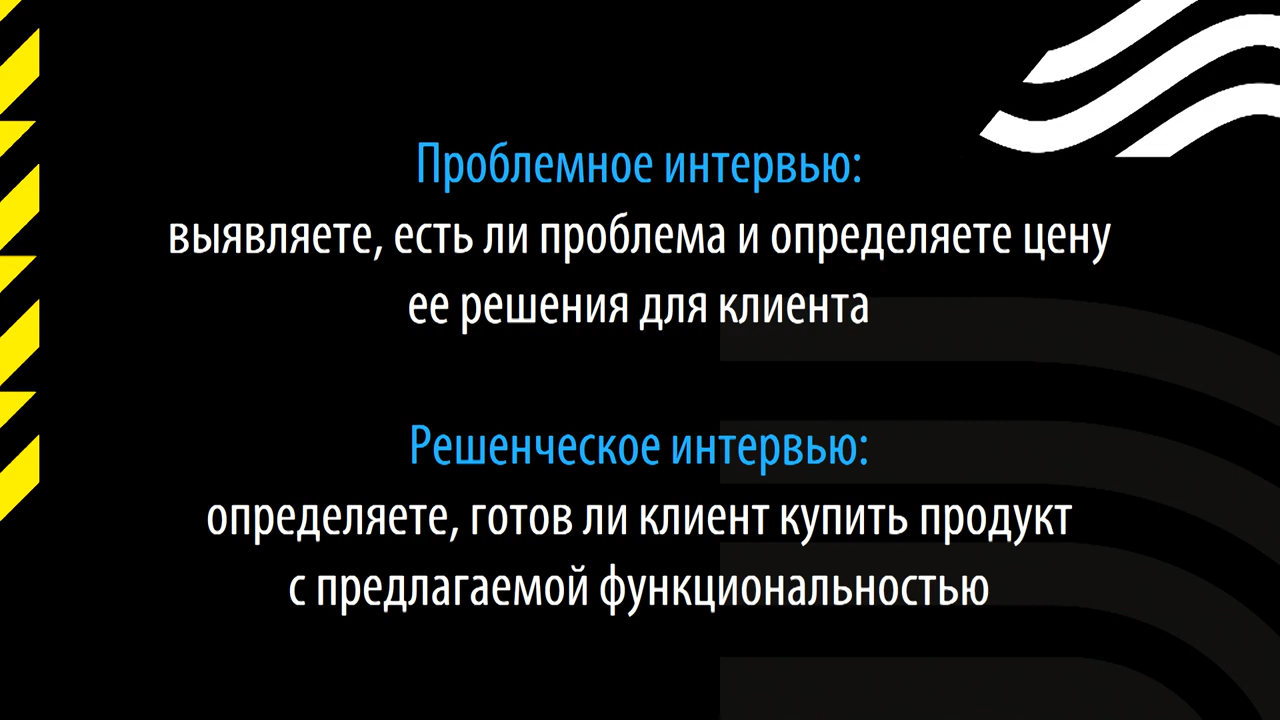 Проблемное интервью:
выявляете, есть ли проблема и определяете цену
ее решения для клиента
Решенческое интервью:
определяете, готов ли клиент купить продукт
с предлагаемой функциональностью